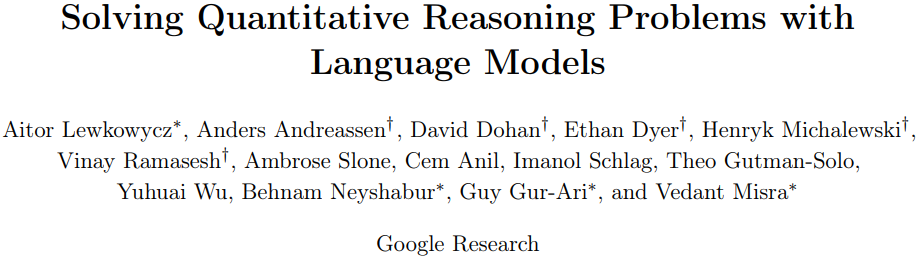 Solving Quantitative Reasoning Problems with
Language Models
Aitor Lewkowycz*, Anders Andreassen†, David Dohan†, Ethan Dyer†, Henryk Michalewski†,
Vinay Ramasesh†, Ambrose Slone, Cem Anil, Imanol Schlag, Theo Gutman-Solo,
Yuhuai Wu, Behnam Neyshabur*, Guy Gur-Ari*, and Vedant Misra*
Google Research